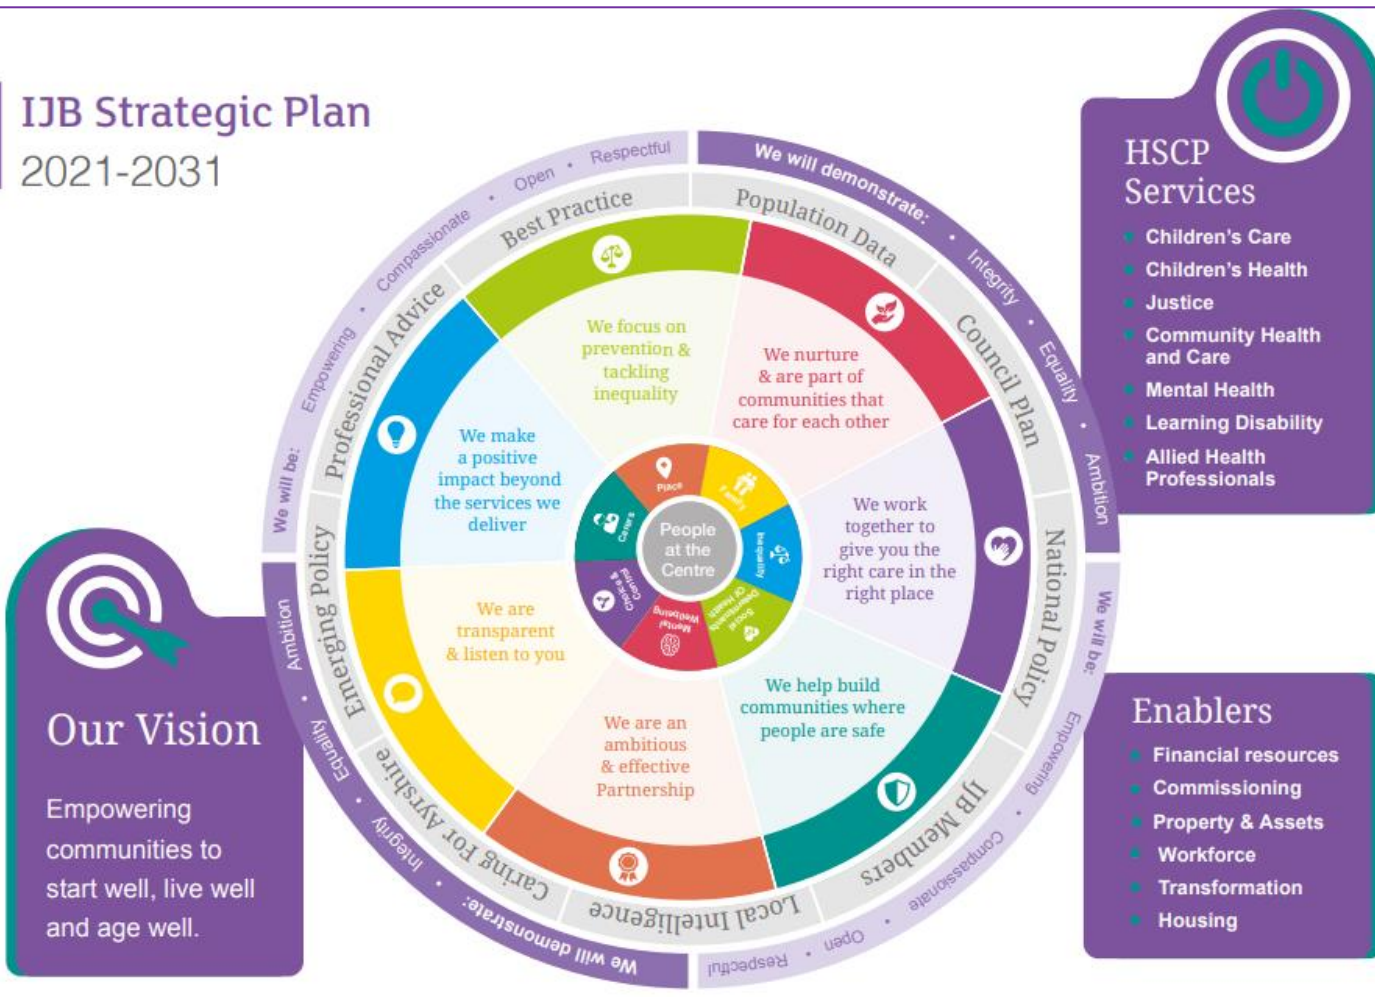 IJB Strategic Plan
2021-2031
We will be: • Empowering • Compassionate • Open • Respectful
We will demonstrate: • Integrity • Equality • Ambition
We will be: Empowering • Compassionate • Open • Respectful
We will demonstrate: • Integrity • Equality • Ambition
Best Practice
Population Data
Council Plan
National Policy
IJB Members
Local Intelligence
Caring For Ayrshire
Emerging Policy
Professional Advice
We focus on
prevention &
tackling
inequality
We nurture
& are part of
communities that
care for each other
We work
together to
give you the
right care in the
right place
We help build
communities where
people are safe
We are an
ambitious
& effective
Partnership
We are
transparent
& listen to you
We make
a positive
impact beyond
the services we
deliver
People
at the
Centre
Place
Family
Inequality
Social
Determinants
Of Health
Mental
Wellbeing
Choice &
Control
Carers
HSCP
Services
Children's Care
Children's Health
Justice
Community Health
and Care
Mental Health
Learning Disability
Allied Health
Professionals
Our Vision
Empowering
communities to
start well, live well
and age well.
Enablers
Financial resources
Commissioning
Property & Assets
Workforce
Transformation
Housing